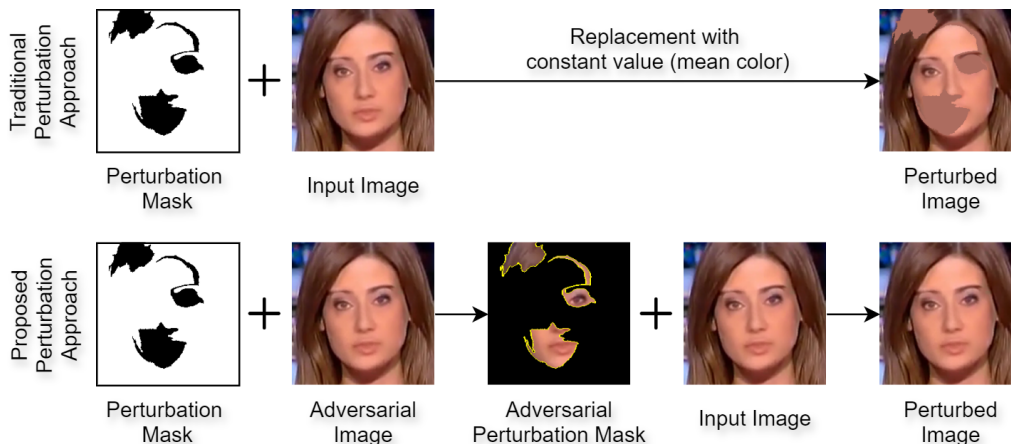 Traditional
Perturbation
Approach
Replacement with
constant value (mean color)
Perturbation
Mask
Input Image
Perturbed
Image
Proposed
Perturbation
Approach
Perturbation
Mask
Adversarial
Image
Adversarial
Perturbation Mask
Input Image
Perturbed
Image